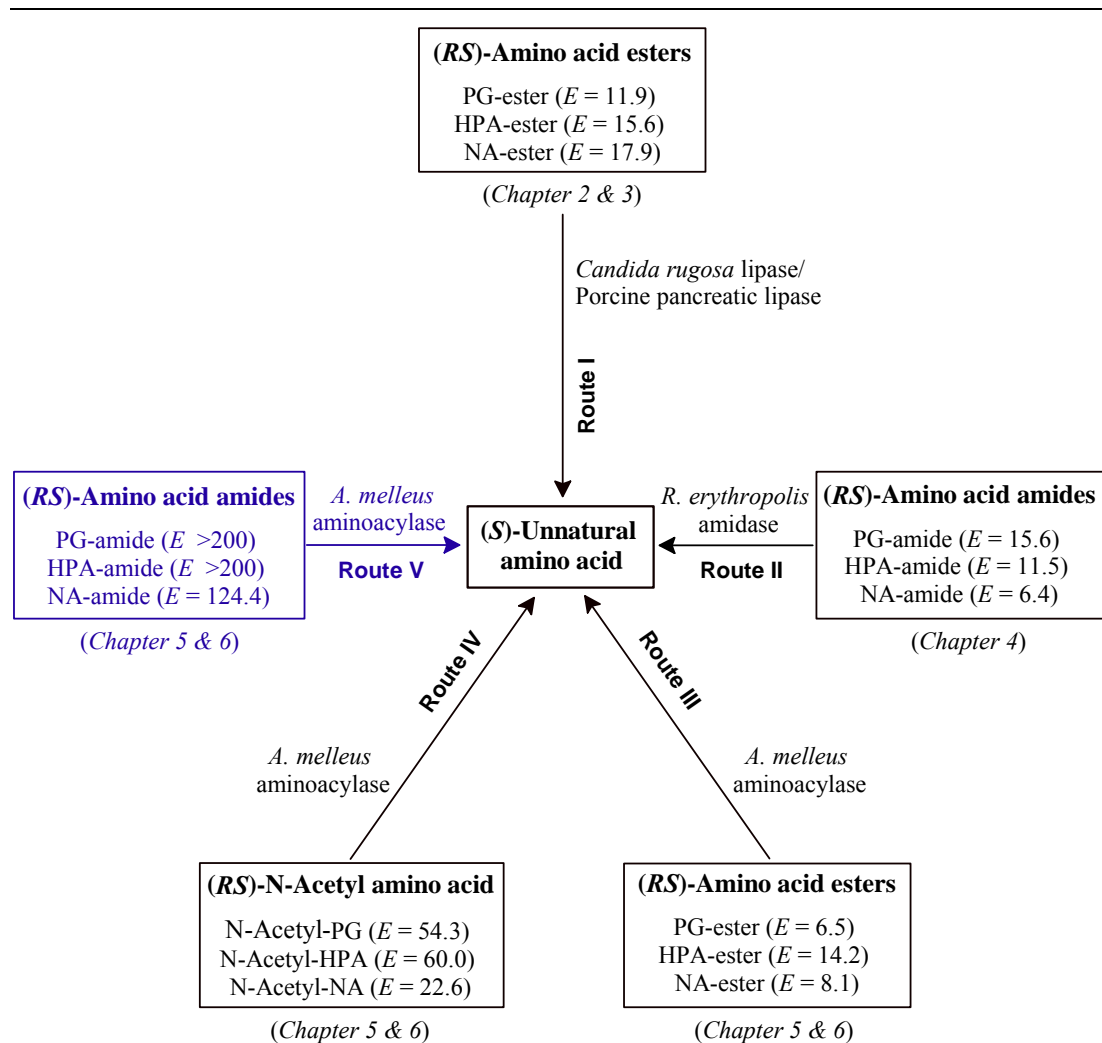 (RS)-Amino acid esters
PG-ester (E = 11.9)
HPA-ester (E = 15.6)
NA-ester (E = 17.9)
(Chapter 2 & 3)
Candida rugosa lipase/
Porcine pancreatic lipase
Route I
(RS)-Amino acid amides
PG-amide (E >200)
HPA-amide (E >200)
NA-amide (E = 124.4)
(Chapter 5 & 6)
A. melleus
aminoacylase
Route V
(S)-Unnatural
amino acid
R. erythropolis
amidase
Route II
(RS)-Amino acid amides
PG-amide (E = 15.6)
HPA-amide (E = 11.5)
NA-amide (E = 6.4)
(Chapter 4)
Route IV
A. melleus
aminoacylase
Route III
A. melleus
aminoacylase
(RS)-N-Acetyl amino acid
N-Acetyl-PG (E = 54.3)
N-Acetyl-HPA (E = 60.0)
N-Acetyl-NA (E = 22.6)
(Chapter 5 & 6)
(RS)-Amino acid esters
PG-ester (E = 6.5)
HPA-ester (E = 14.2)
NA-ester (E = 8.1)
(Chapter 5 & 6)